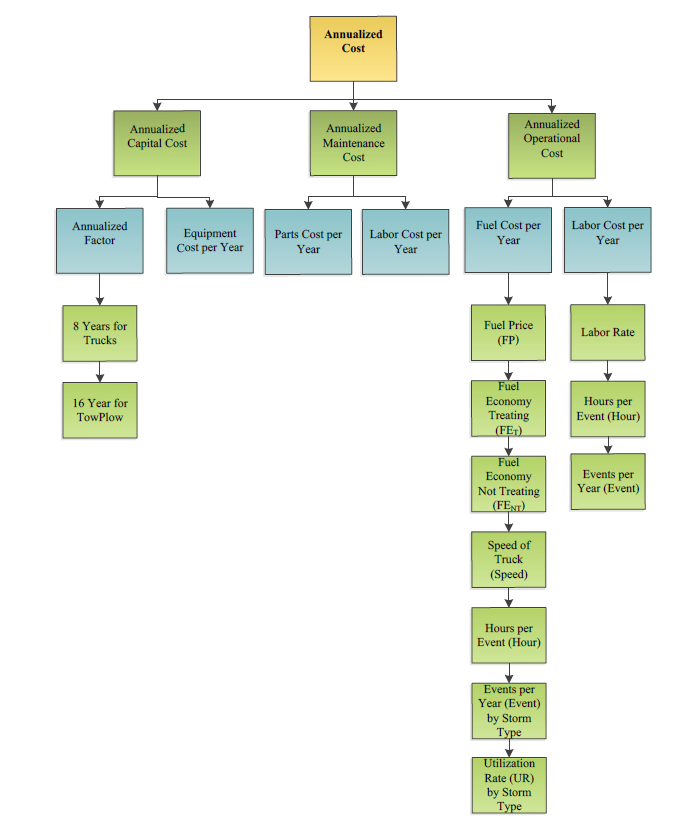 Annualized
Cost
Annualized
Capital Cost
Annualized
Maintenance
Cost
Annualized
Operational
Cost
Annualized
Factor
Equipment
Cost per Year
Parts Cost per
Year
Labor Cost per
Year
Fuel Cost per
Year
Labor Cost per
Year
8 Years for
Trucks
16 Year for
TowPlow
Fuel Price
(FP)
Fuel
Economy
Treating
(FET)
Fuel
Economy
Not Treating
(FENT)
Speed of
Truck
(Speed)
Hours per
Event (Hour)
Events per
Year (Event)
by Storm
Type
Utilization
Rate (UR)
by Storm
Type
Labor Rate
Hours per
Event (Hour)
Events per
Year (Event)